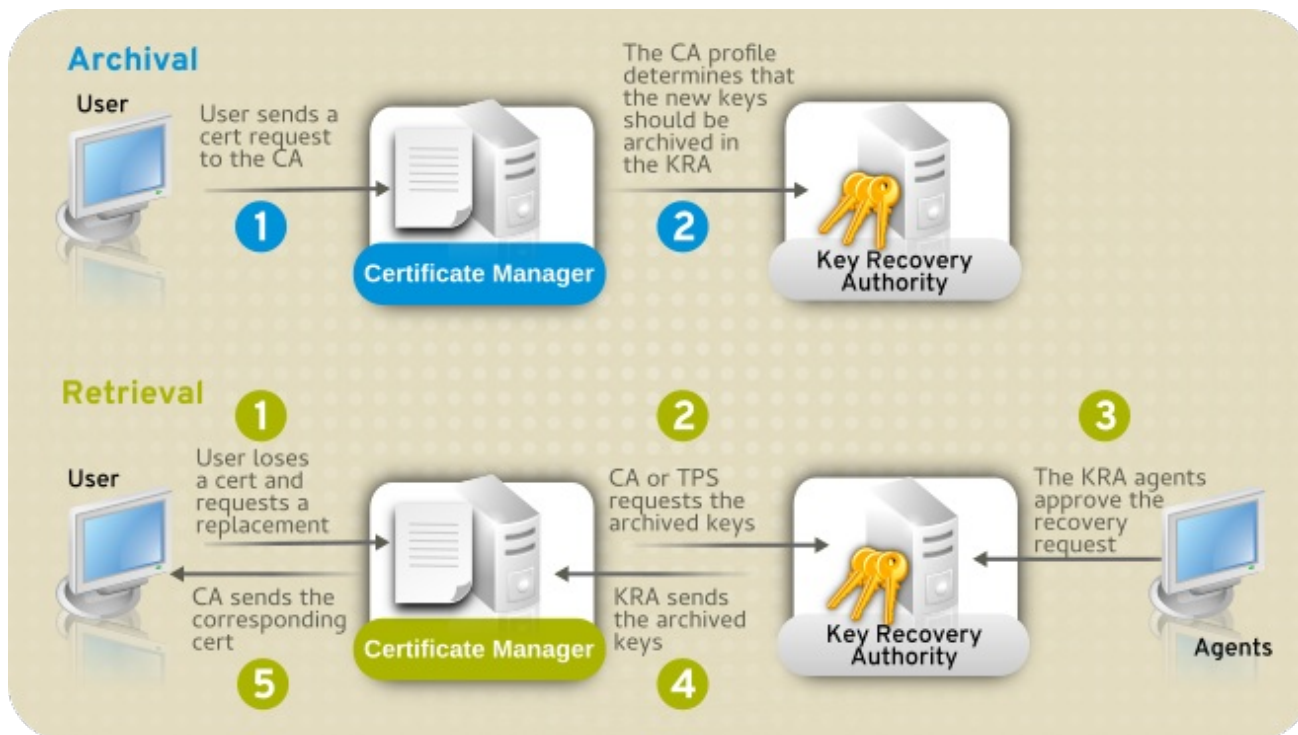 Archival
User
User sends a
cert request
to the CA
1
Certificate Manager
The CA profile
determines that
the new keys
should be
archived in
the KRA
2
Key Recovery
Authority
Retrieval
1
User
User loses
a cert and
requests a
replacement
CA sends the
corresponding
cert
5
Certificate Manager
2
CA or TPS
requests the
archived keys
KRA sends
the archived
keys
4
Key Recovery
Authority
3
The KRA agents
approve the
recovery
request
Agents